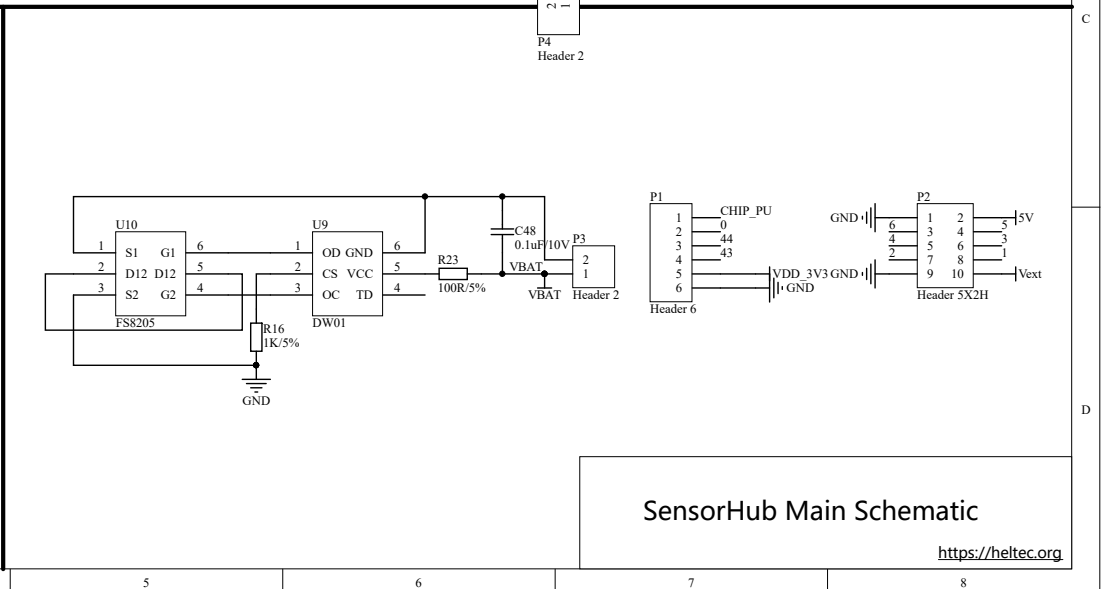 2
1
C
P4
Header 2
U10
1 S1 G1 6
2 D12 D12 5
3 S2 G2 4
FS8205
U9
1 OD GND 6
2 CS VCC 5
3 OC TD 4
DW01
R16
1K/5%
GND
R23
100R/5%
C48
0.1uF/10V
VBAT
VBAT
P3
2
1
Header 2
P1
1 CHIP_PU
2 0
3 44
4 43
5 VDD_3V3
6 GND
Header 6
P2
GND 1 2 5V
6 3 4 5
4 5 6 3
2 7 8 1
GND 9 10 Vext
Header 5X2H
D
SensorHub Main Schematic
https://heltec.org
5 6 7 8